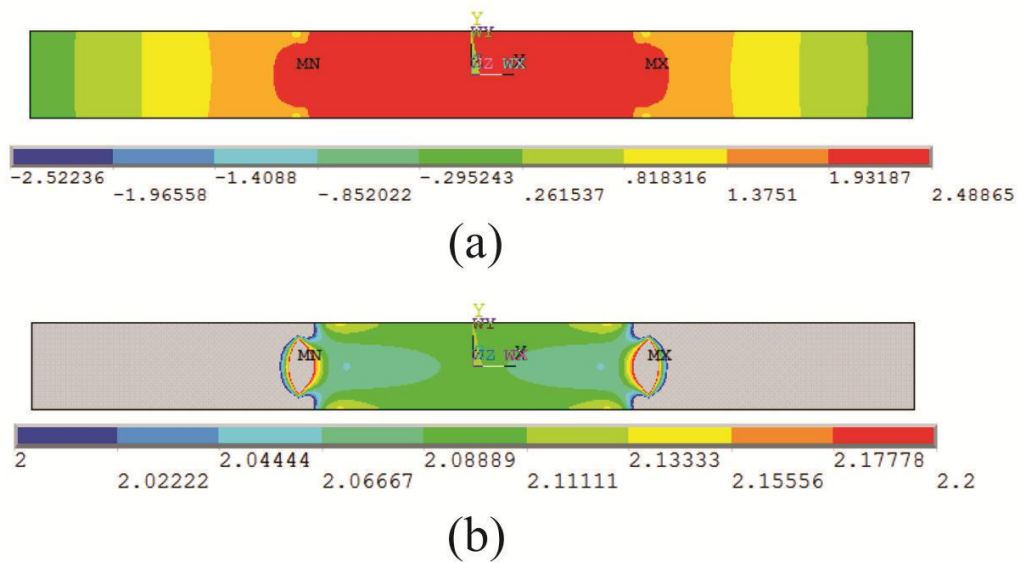 Y
WY
MN
ZZ WX X
MX
-2.52236 -1.4088 -.295243 .818316 1.93187
-1.96558 -.852022 .261537 1.3751 2.48865
(a)
Y
WY
MN
ZZ WX X
MX
2 2.04444 2.08889 2.13333 2.17778
2.02222 2.06667 2.11111 2.15556 2.2
(b)